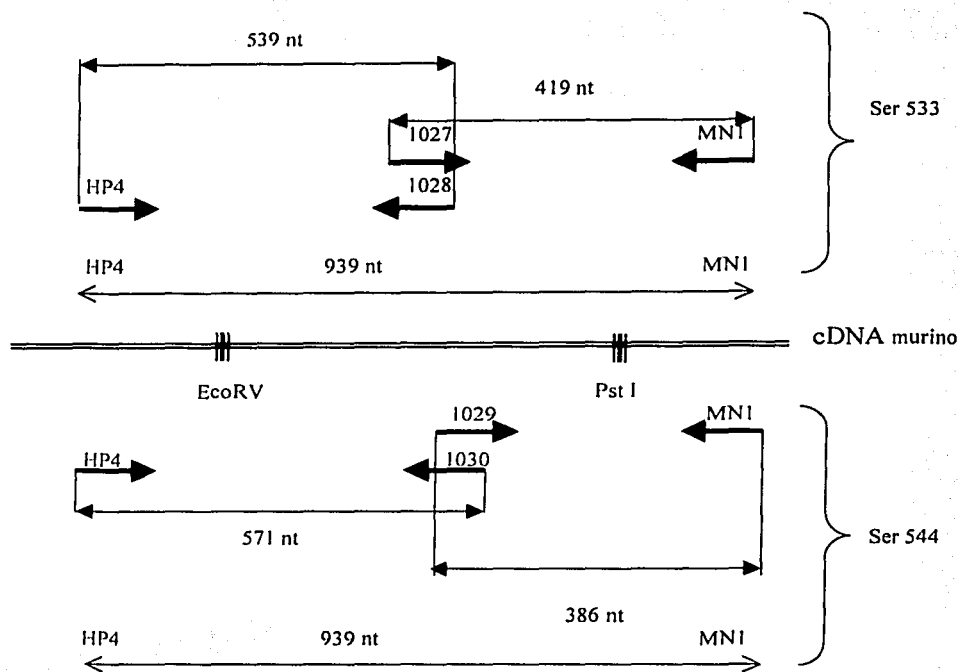 539 nt
419 nt
Ser 533
1027
MN1
HP4
1028
HP4
939 nt
MN1
cDNA murino
EcoRV
Pst I
1029
MN1
HP4
1030
571 nt
Ser 544
386 nt
HP4
939 nt
MN1